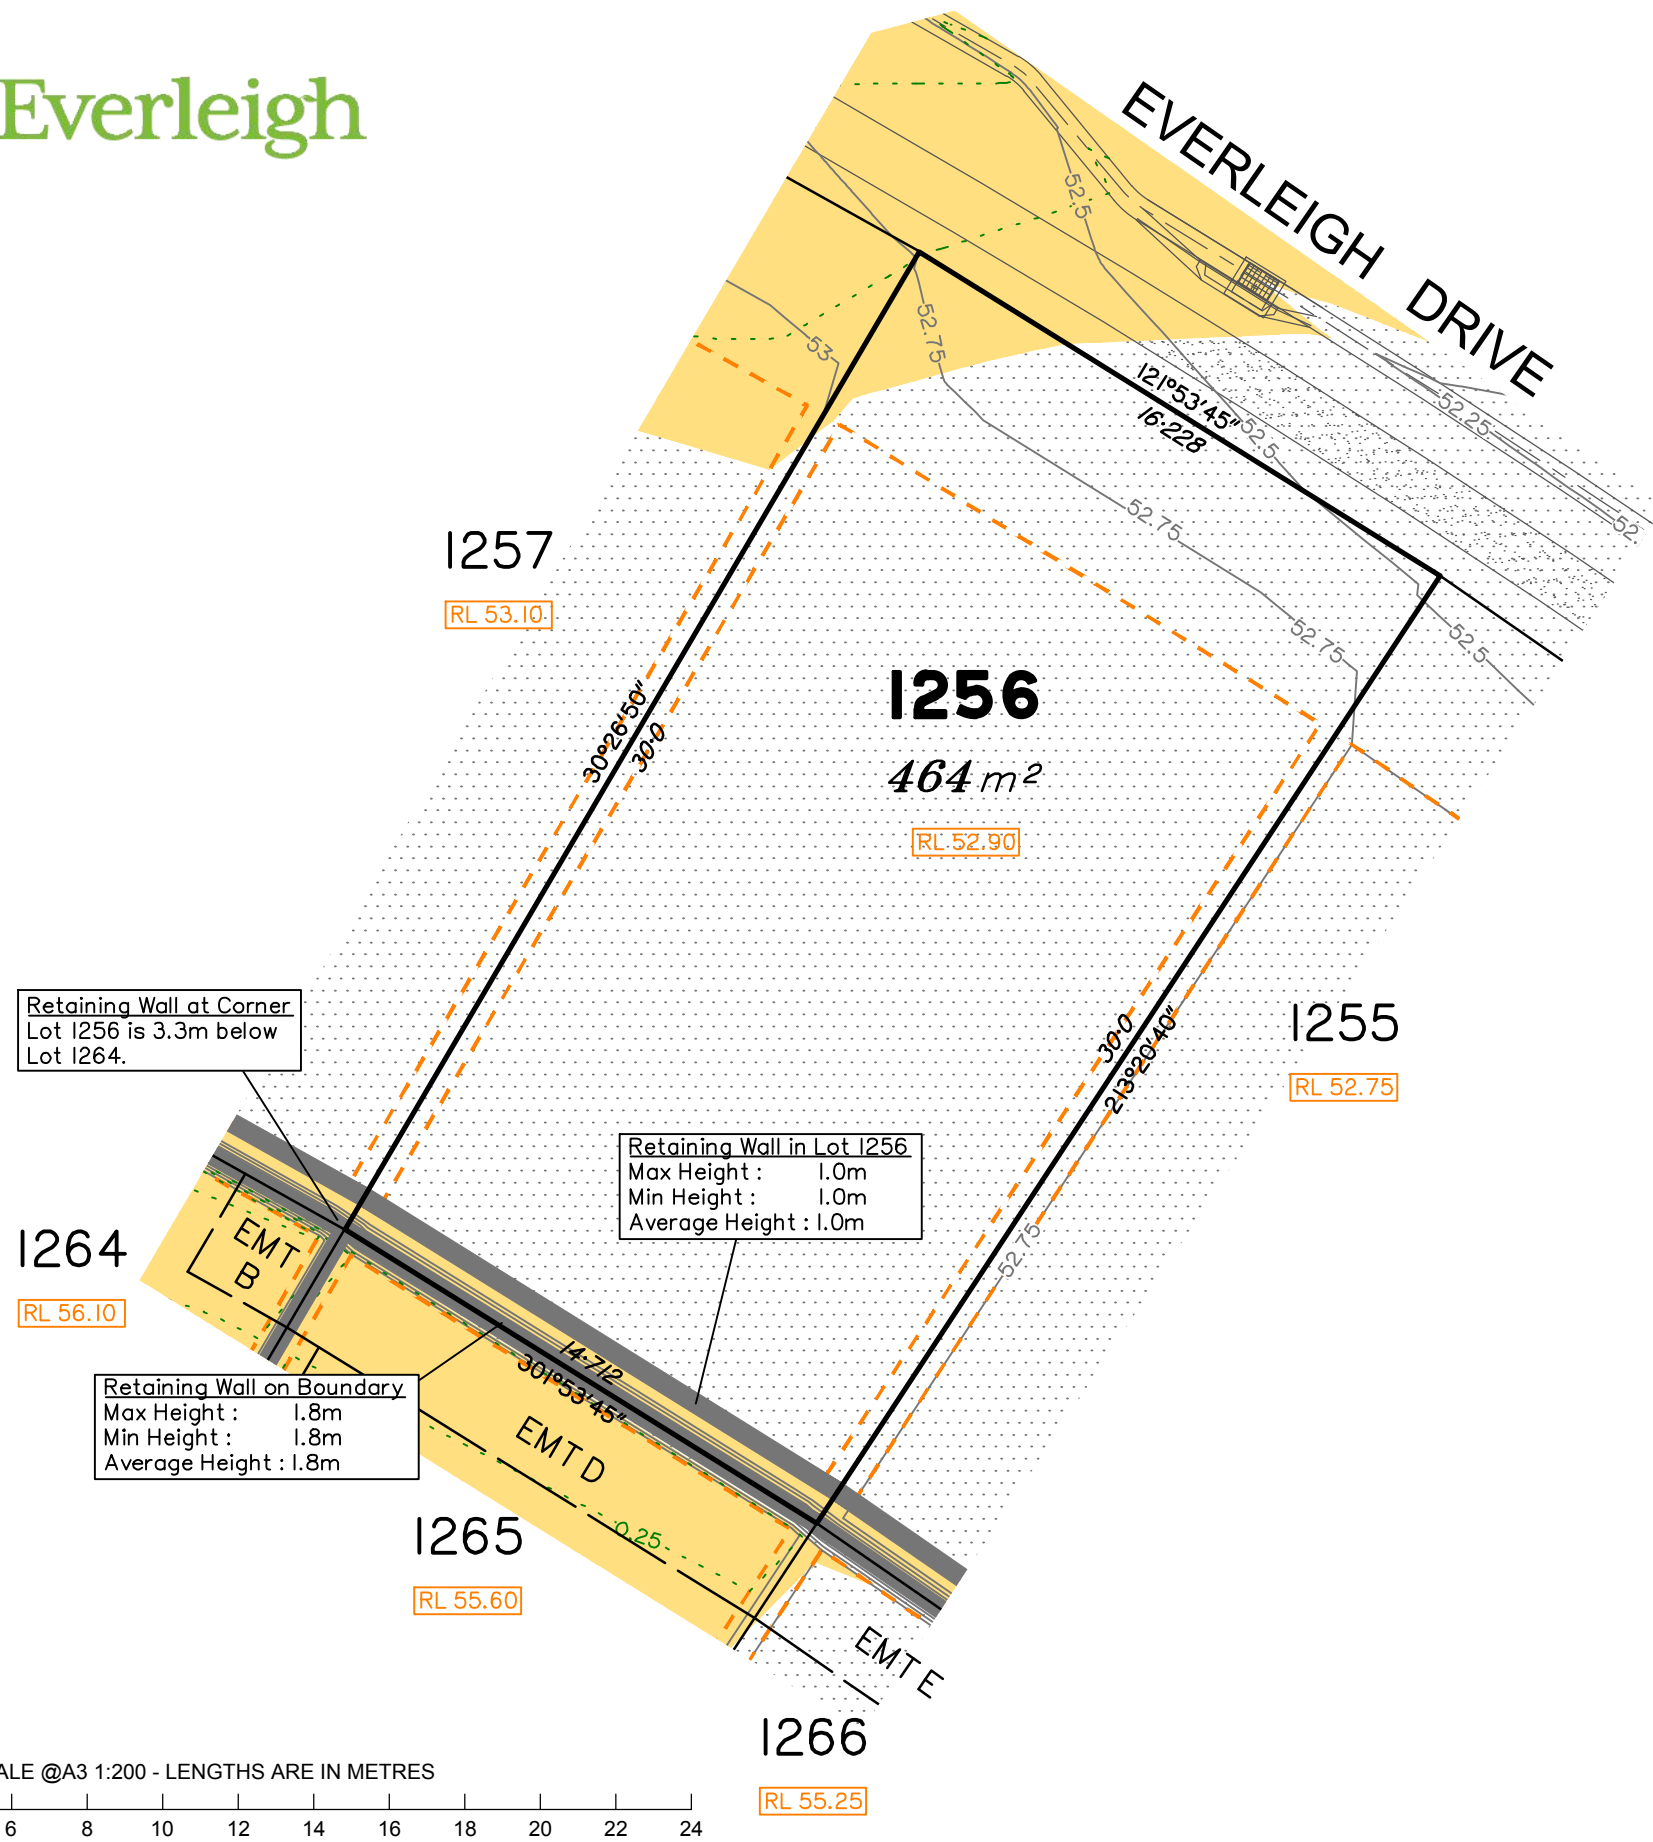 Everleigh
EVERLEIGH DRIVE
52.5
52.75
53
121°53'45"
16·228
52.5
52.25
52.
52.75
52.75
52.5
1257
RL 53.10
1256
464 m²
RL 52.90
30°26'50"
30·0
1255
RL 52.75
30·0
213°20'40"
Retaining Wall at Corner
Lot 1256 is 3.3m below
Lot 1264.
Retaining Wall in Lot 1256
Max Height : 1.0m
Min Height : 1.0m
Average Height : 1.0m
52.75
1264
RL 56.10
EMT
B
14·712
301°53'45"
Retaining Wall on Boundary
Max Height : 1.8m
Min Height : 1.8m
Average Height : 1.8m
EMT D
0.25
1265
RL 55.60
EMT E
1266
RL 55.25
ALE @A3 1:200 - LENGTHS ARE IN METRES
6 8 10 12 14 16 18 20 22 24